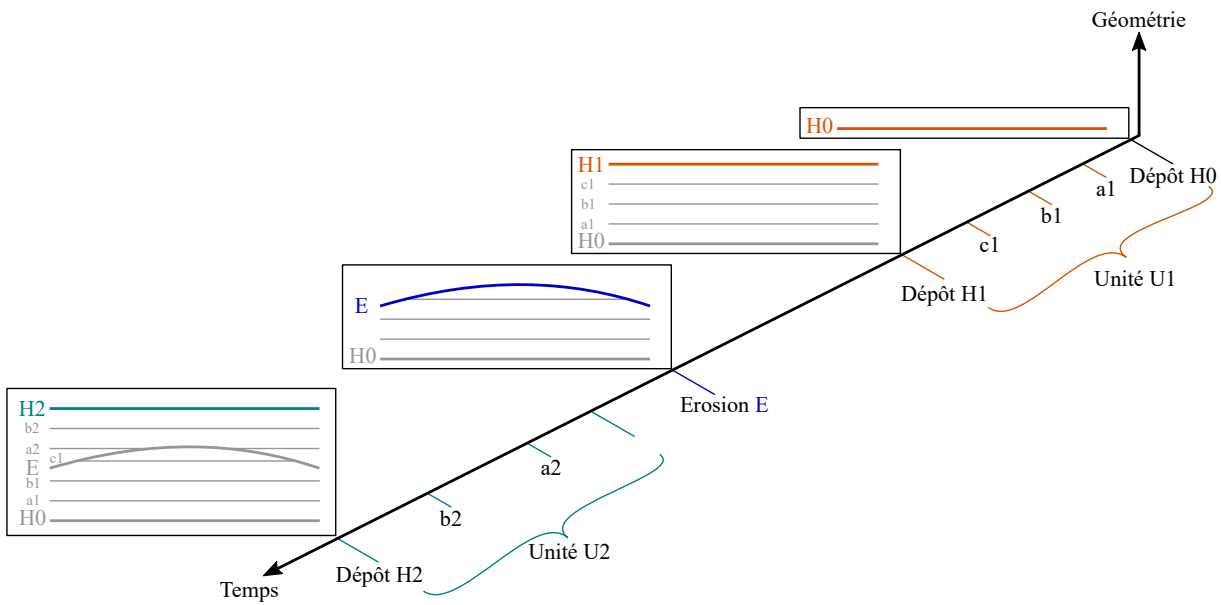 Géométrie
H0
Dépôt H0
a1
b1
c1
Unité U1
H1
c1
b1
a1
H0
Dépôt H1
E
H0
Erosion E
a2
b2
Unité U2
H2
b2
a2
c1
E
b1
a1
H0
Dépôt H2
Temps